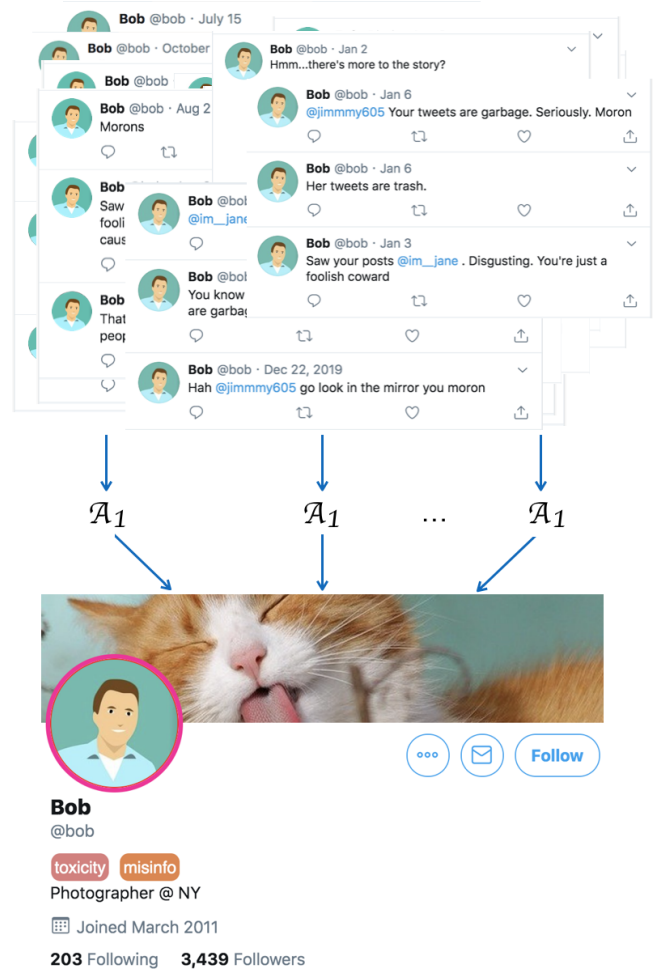 Bob @bob · July 15
Bob @bob · October
Bob @bob
Bob @bob · Aug 2
Morons
Bob
Saw
fooli
caus
Bob
That
peop
Bob @bob · Jan 2
Hmm...there's more to the story?
Bob @bob · Jan 6
@jimmmy605 Your tweets are garbage. Seriously. Moron
Bob @bob · Jan 6
Her tweets are trash.
Bob @bob · Jan 3
Saw your posts @im__jane . Disgusting. You're just a
foolish coward
Bob @bob
@im__jane
Bob @bob
You know
are garbag
Bob @bob · Dec 22, 2019
Hah @jimmmy605 go look in the mirror you moron
𝒜1 𝒜1 ... 𝒜1
Follow
Bob
@bob
toxicity misinfo
Photographer @ NY
Joined March 2011
203 Following 3,439 Followers